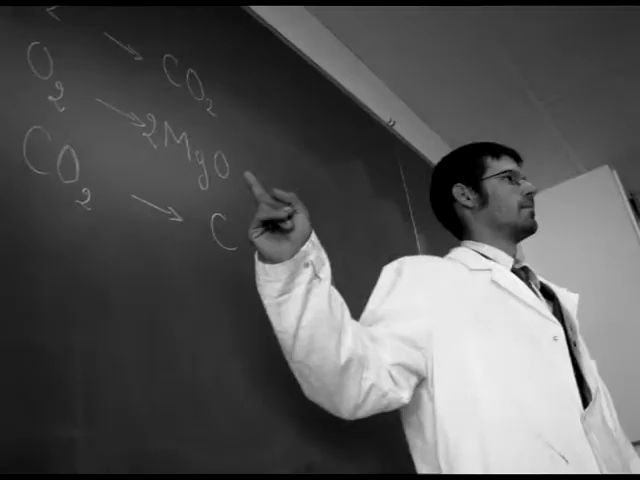 → CO₂
O₂ → 2MgO
CO₂ → C